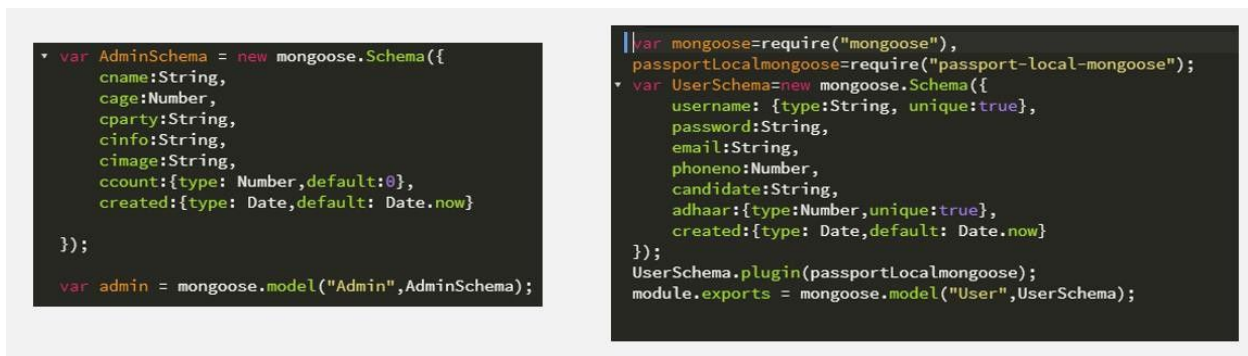 var AdminSchema = new mongoose.Schema({
    cname:String,
    cage:Number,
    cparty:String,
    cinfo:String,
    cimage:String,
    ccount:{type: Number,default:0},
    created:{type: Date,default: Date.now}
});
var admin = mongoose.model("Admin",AdminSchema);
var mongoose=require("mongoose"),
passportLocalmongoose=require("passport-local-mongoose");
var UserSchema=new mongoose.Schema({
    username: {type:String, unique:true},
    password:String,
    email:String,
    phoneno:Number,
    candidate:String,
    adhaar:{type:Number,unique:true},
    created:{type: Date,default: Date.now}
});
UserSchema.plugin(passportLocalmongoose);
module.exports = mongoose.model("User",UserSchema);